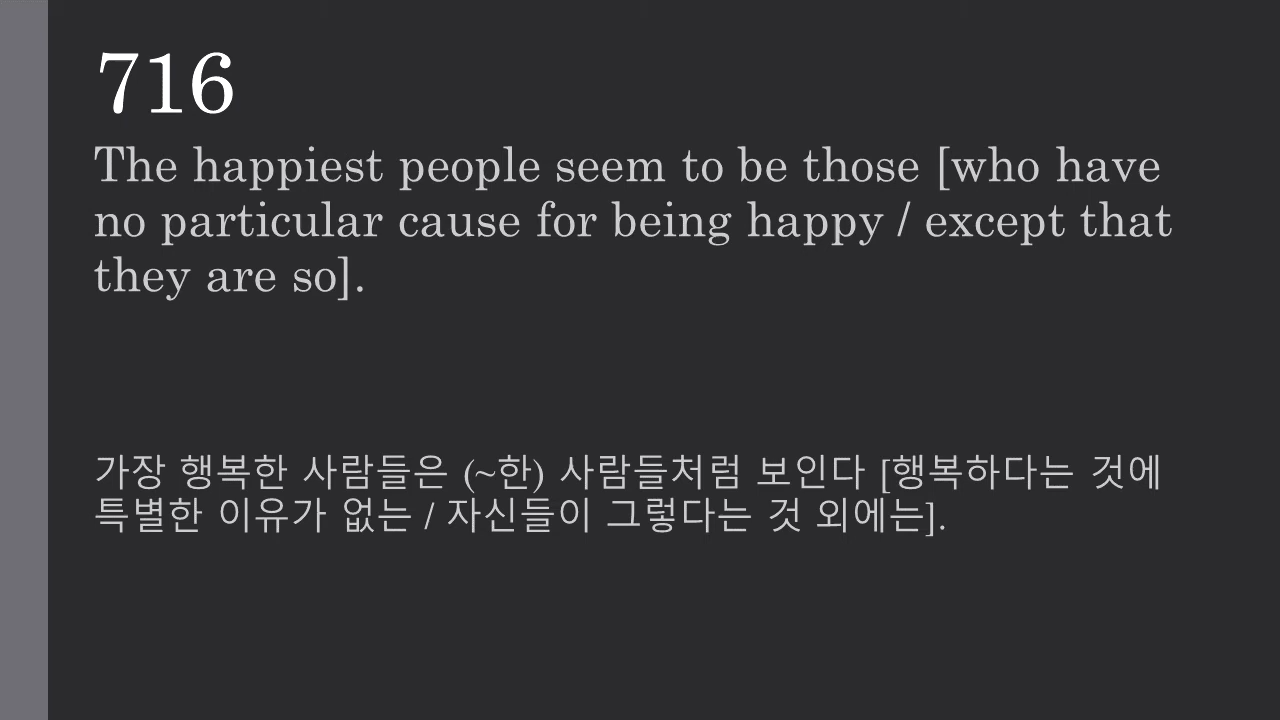 716
The happiest people seem to be those [who have
no particular cause for being happy / except that
they are so].
가장 행복한 사람들은 (~한) 사람들처럼 보인다 [행복하다는 것에
특별한 이유가 없는 / 자신들이 그렇다는 것 외에는].